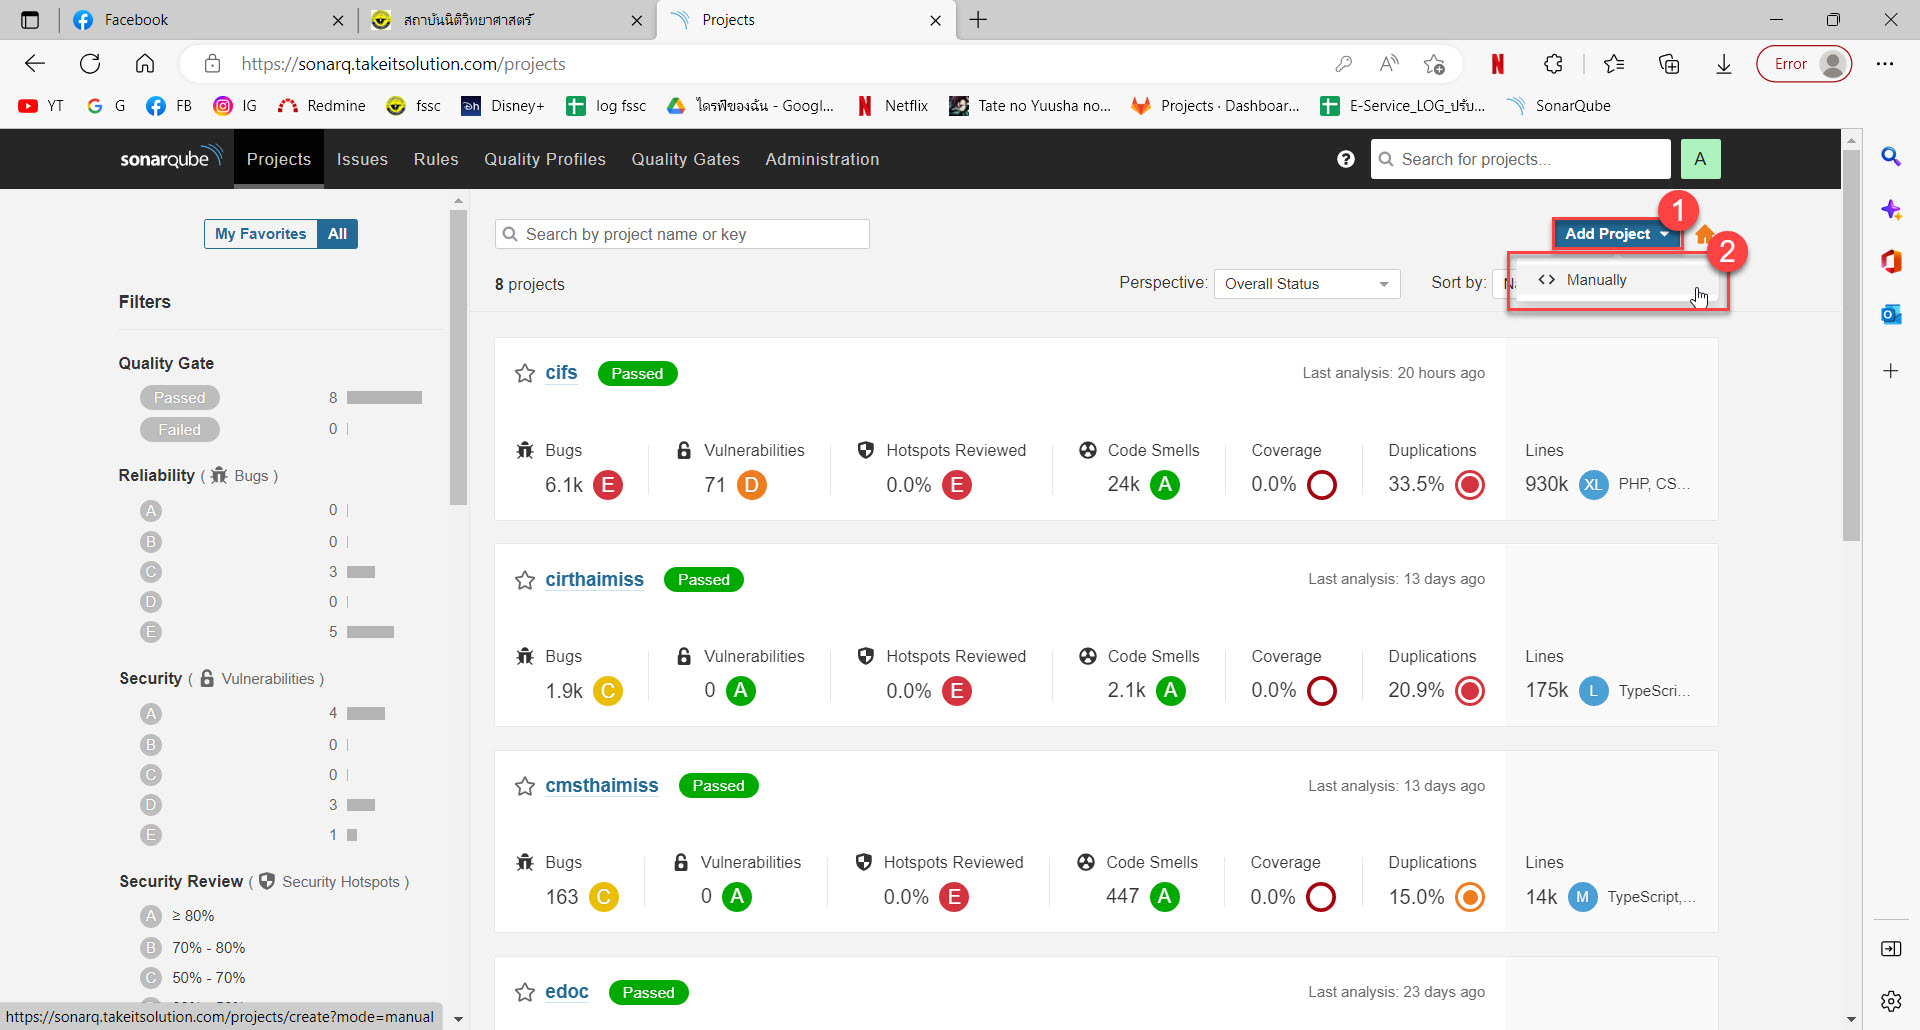 Facebook
สถาบันนิติวิทยาศาสตร์
Projects
https://sonarq.takeitsolution.com/projects
Error
YT
G
FB
IG
Redmine
fssc
Disney+
log fssc
ไดรฟ์ของฉัน - Googl...
Netflix
Tate no Yuusha no...
Projects · Dashboar...
E-Service_LOG_ปรับ...
SonarQube
sonarqube
Projects
Issues
Rules
Quality Profiles
Quality Gates
Administration
Search for projects...
A
My Favorites
All
Search by project name or key
Add Project
1
2
8 projects
Perspective:
Overall Status
Sort by:
Manually
Filters
Quality Gate
Passed 8
Failed 0
Reliability ( Bugs )
A 0
B 0
C 3
D 0
E 5
Security ( Vulnerabilities )
A 4
B 0
C 0
D 3
E 1
Security Review ( Security Hotspots )
A ≥ 80%
B 70% - 80%
C 50% - 70%
cifs Passed Last analysis: 20 hours ago
Bugs Vulnerabilities Hotspots Reviewed Code Smells Coverage Duplications Lines
6.1k E 71 D 0.0% E 24k A 0.0% 33.5% 930k XL PHP, CS...
cirthaimiss Passed Last analysis: 13 days ago
Bugs Vulnerabilities Hotspots Reviewed Code Smells Coverage Duplications Lines
1.9k C 0 A 0.0% E 2.1k A 0.0% 20.9% 175k L TypeScri...
cmsthaimiss Passed Last analysis: 13 days ago
Bugs Vulnerabilities Hotspots Reviewed Code Smells Coverage Duplications Lines
163 C 0 A 0.0% E 447 A 0.0% 15.0% 14k M TypeScript,...
edoc Passed Last analysis: 23 days ago
https://sonarq.takeitsolution.com/projects/create?mode=manual